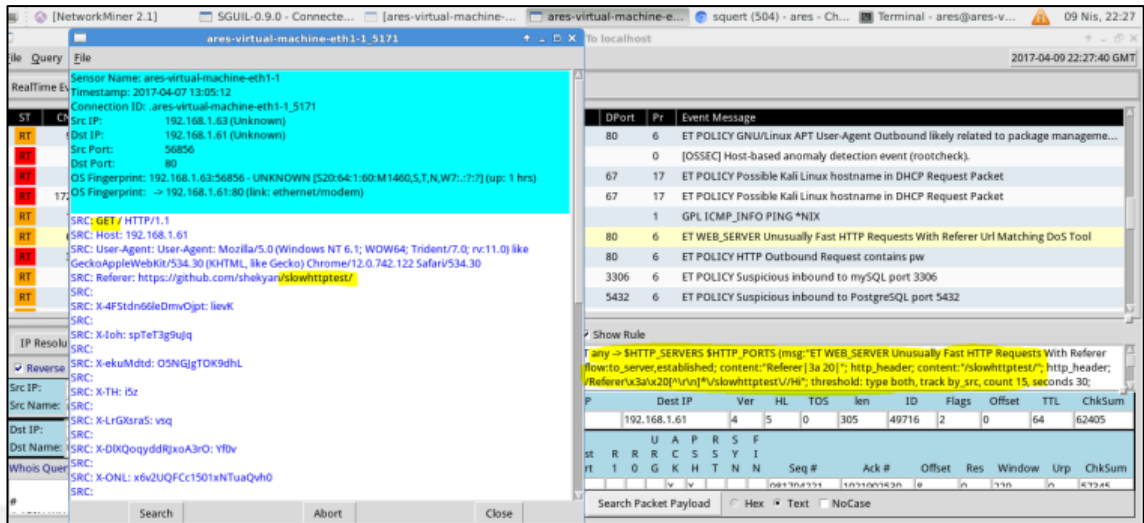 [NetworkMiner 2.1]
SGUIL-0.9.0 - Connecte...
[ares-virtual-machine-...
ares-virtual-machine-e...
squert (504) - ares - Ch...
Terminal - ares@ares-v...
09 Nis, 22:27
ares-virtual-machine-eth1-1_5171
To localhost
File Query
File
2017-04-09 22:27:40 GMT
RealTime Ev
Sensor Name: ares-virtual-machine-eth1-1
Timestamp: 2017-04-07 13:05:12
Connection ID: .ares-virtual-machine-eth1-1_5171
Src IP: 192.168.1.63 (Unknown)
Dst IP: 192.168.1.61 (Unknown)
Src Port: 56856
Dst Port: 80
OS Fingerprint: 192.168.1.63:56856 - UNKNOWN [S20:64:1:60:M1460,S,T,N,W7:.:?:?] (up: 1 hrs)
OS Fingerprint: -> 192.168.1.61:80 (link: ethernet/modem)
SRC: GET / HTTP/1.1
SRC: Host: 192.168.1.61
SRC: User-Agent: User-Agent: Mozilla/5.0 (Windows NT 6.1; WOW64; Trident/7.0; rv:11.0) like
GeckoAppleWebKit/534.30 (KHTML, like Gecko) Chrome/12.0.742.122 Safari/534.30
SRC: Referer: https://github.com/shekyan/slowhttptest/
SRC:
SRC: X-4FStdn66leDmvOjpt: lievK
SRC:
SRC: X-Ioh: spTeT3g9uJq
SRC:
SRC: X-ekuMdtd: O5NGJgTOK9dhL
SRC:
SRC: X-TH: i5z
SRC:
SRC: X-LrGXsraS: vsq
SRC:
SRC: X-DlXQoqyddRJxoA3rO: Yf0v
SRC:
SRC: X-ONL: x6v2UQFCc1501xNTuaQvh0
SRC:
Search Abort Close
ST CN
RT
RT
RT
RT 172
RT
RT
RT
RT
RT
DPort Pr Event Message
80 6 ET POLICY GNU/Linux APT User-Agent Outbound likely related to package manageme...
0 [OSSEC] Host-based anomaly detection event (rootcheck).
67 17 ET POLICY Possible Kali Linux hostname in DHCP Request Packet
67 17 ET POLICY Possible Kali Linux hostname in DHCP Request Packet
1 GPL ICMP_INFO PING *NIX
80 6 ET WEB_SERVER Unusually Fast HTTP Requests With Referer Url Matching DoS Tool
80 6 ET POLICY HTTP Outbound Request contains pw
3306 6 ET POLICY Suspicious inbound to mySQL port 3306
5432 6 ET POLICY Suspicious inbound to PostgreSQL port 5432
IP Resolu
Reverse
Src IP:
Src Name:
Dst IP:
Dst Name:
Whois Quer
#
Show Rule
T any -> $HTTP_SERVERS $HTTP_PORTS (msg:"ET WEB_SERVER Unusually Fast HTTP Requests With Referer
flow:to_server,established; content:"Referer|3a 20|"; http_header; content:"/slowhttptest/"; http_header;
/Referer\x3a\x20[^\r\n]*\/slowhttptest\//Hi"; threshold: type both, track by_src, count 15, seconds 30;
P Dest IP Ver HL TOS len ID Flags Offset TTL ChkSum
192.168.1.61 4 5 0 305 49716 2 0 64 62405
U A P R S F
st R R R C S S Y I
rt 1 0 G K H T N N Seq # Ack # Offset Res Window Urp ChkSum
Search Packet Payload Hex Text NoCase